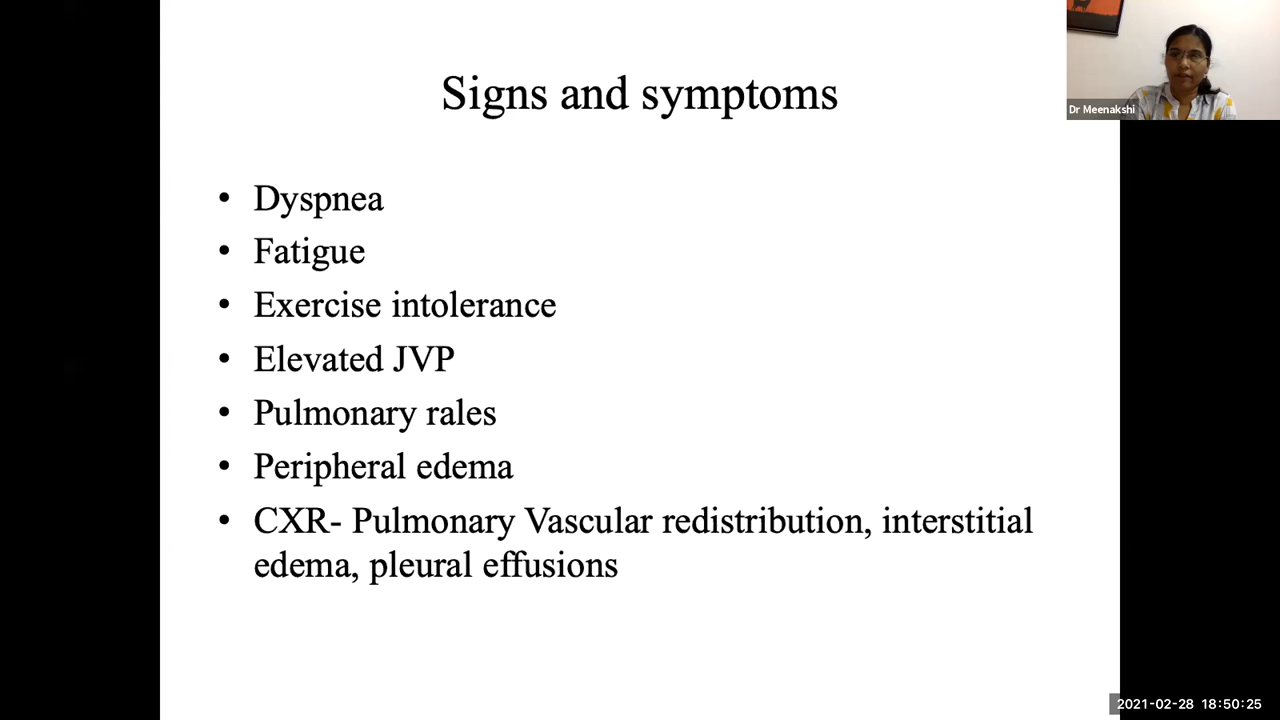 Signs and symptoms
Dr Meenakshi
• Dyspnea
• Fatigue
• Exercise intolerance
• Elevated JVP
• Pulmonary rales
• Peripheral edema
• CXR- Pulmonary Vascular redistribution, interstitial
edema, pleural effusions
2021-02-28 18:50:25